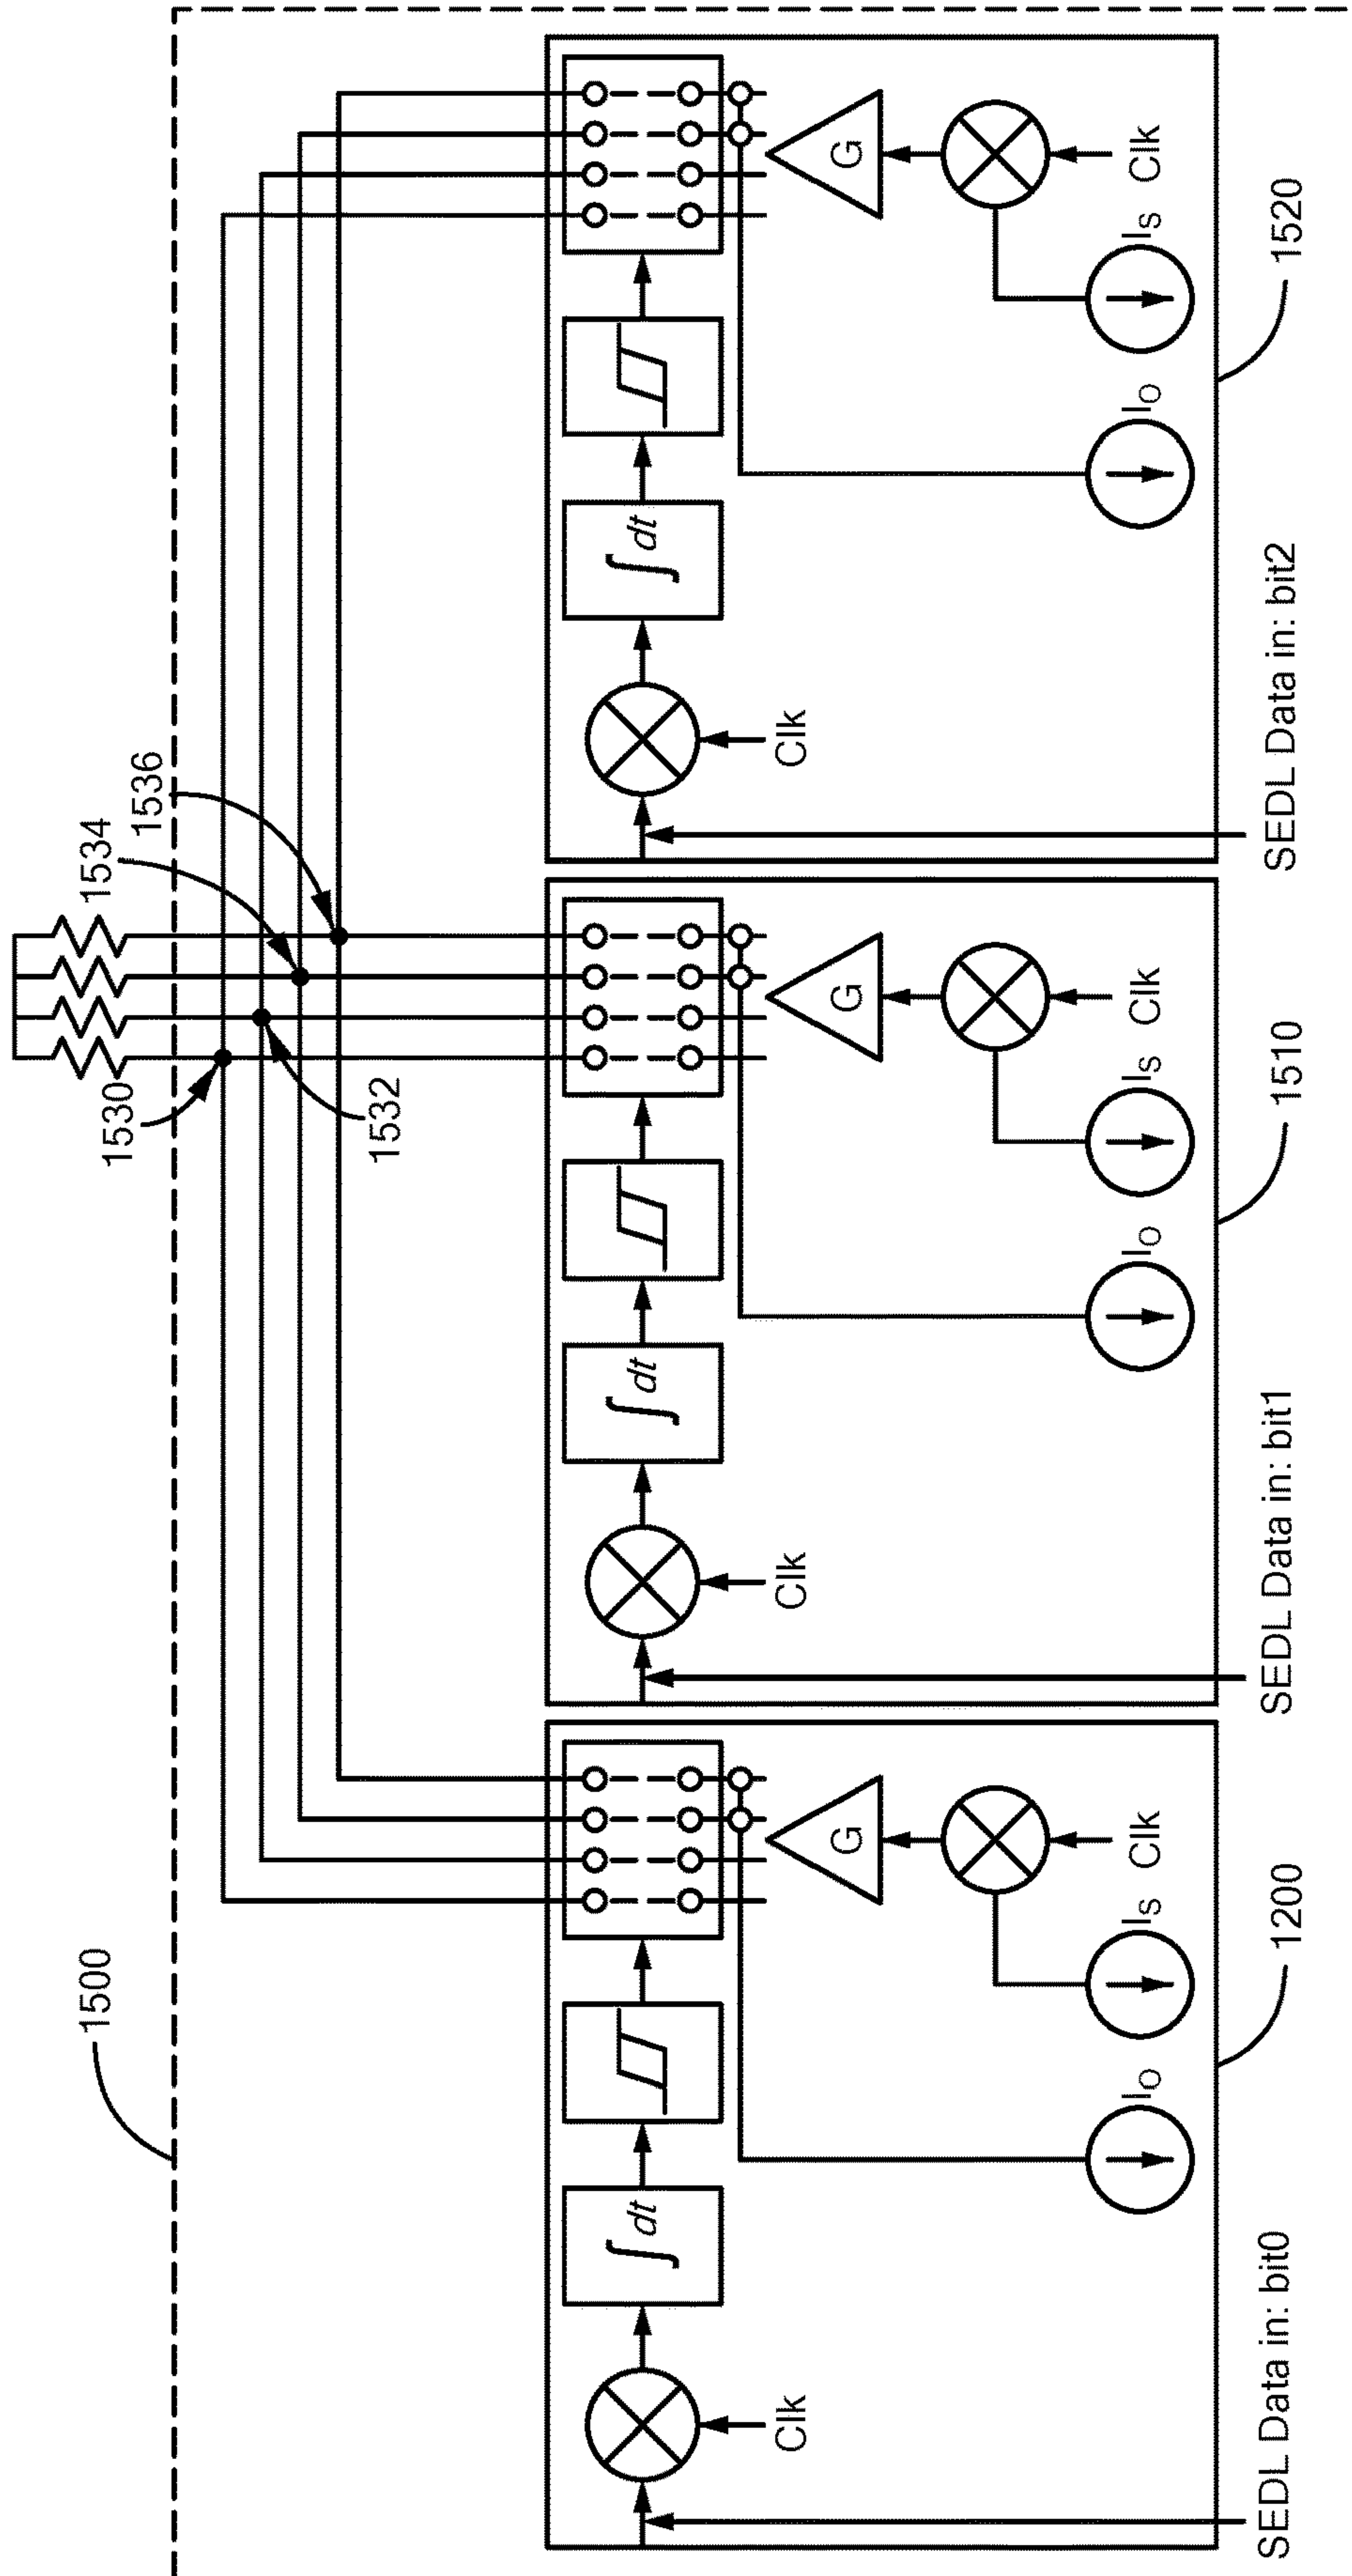 1500
1530
1532
1534
1536
∫ dt
Clk
G
Clk
IS
IO
SEDL Data in: bit0
1200
∫ dt
Clk
G
Clk
IS
IO
SEDL Data in: bit1
1510
∫ dt
Clk
G
Clk
IS
IO
SEDL Data in: bit2
1520